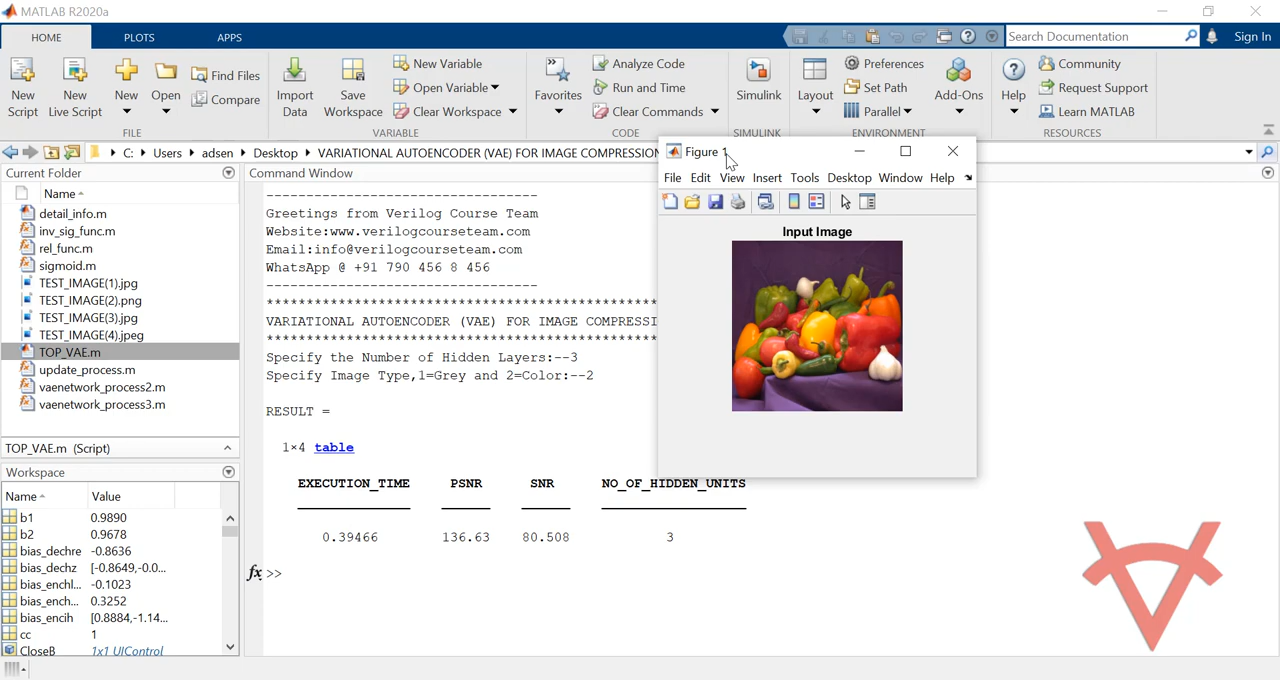 MATLAB R2020a
HOME
PLOTS
APPS
Search Documentation
Sign In
New Script
New Live Script
New
Open
Find Files
Compare
Import Data
Save Workspace
New Variable
Open Variable
Clear Workspace
Favorites
Analyze Code
Run and Time
Clear Commands
Simulink
Layout
Preferences
Set Path
Parallel
Add-Ons
Help
Community
Request Support
Learn MATLAB
FILE
VARIABLE
CODE
SIMULINK
ENVIRONMENT
RESOURCES
C: Users adsen Desktop VARIATIONAL AUTOENCODER (VAE) FOR IMAGE COMPRESSION
Current Folder
Name
detail_info.m
inv_sig_func.m
rel_func.m
sigmoid.m
TEST_IMAGE(1).jpg
TEST_IMAGE(2).png
TEST_IMAGE(3).jpg
TEST_IMAGE(4).jpeg
TOP_VAE.m
update_process.m
vaenetwork_process2.m
vaenetwork_process3.m
TOP_VAE.m (Script)
Workspace
Name Value
b1 0.9890
b2 0.9678
bias_dechre -0.8636
bias_dechz [-0.8649,-0.0...
bias_enchl... -0.1023
bias_ench... 0.3252
bias_encih [0.8884,-1.14...
cc 1
CloseB 1x1 UIControl
Command Window
---------------------------------
Greetings from Verilog Course Team
Website:www.verilogcourseteam.com
Email:info@verilogcourseteam.com
WhatsApp @ +91 790 456 8 456
---------------------------------
***********************************************
VARIATIONAL AUTOENCODER (VAE) FOR IMAGE COMPRESSI
***********************************************
Specify the Number of Hidden Layers:--3
Specify Image Type,1=Grey and 2=Color:--2
RESULT =
1×4 table
EXECUTION_TIME PSNR SNR NO_OF_HIDDEN_UNITS
0.39466 136.63 80.508 3
fx >>
Figure 1
File Edit View Insert Tools Desktop Window Help
Input Image